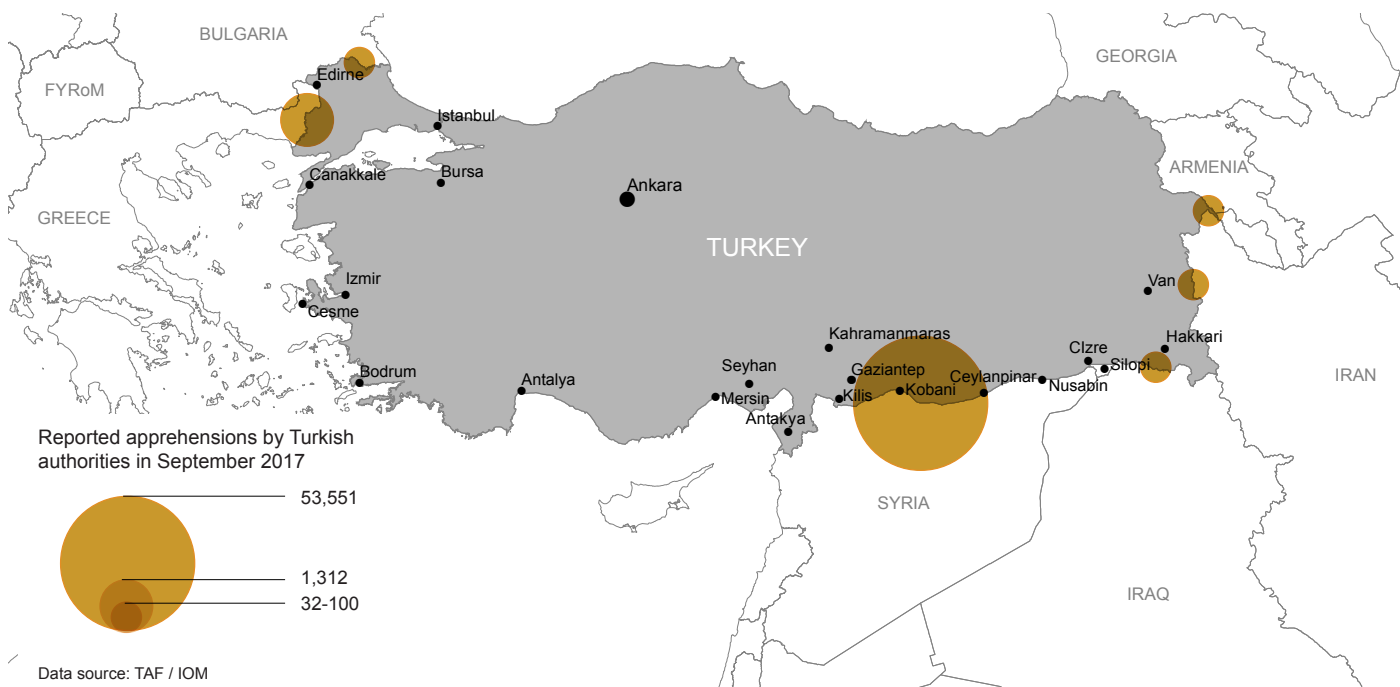 BULGARIA
GEORGIA
Edirne
FYRoM
Istanbul
ARMENIA
Canakkale
Bursa
Ankara
GREECE
TURKEY
Izmir
Van
Cesme
Kahramanmaras
Hakkari
Clzre
Silopi
Bodrum
Antalya
Seyhan
Gaziantep
Ceylanpinar
IRAN
Mersin
Kilis
Kobani
Nusabin
Antakya
Reported apprehensions by Turkish
authorities in September 2017
53,551
SYRIA
1,312
32-100
IRAQ
Data source: TAF / IOM